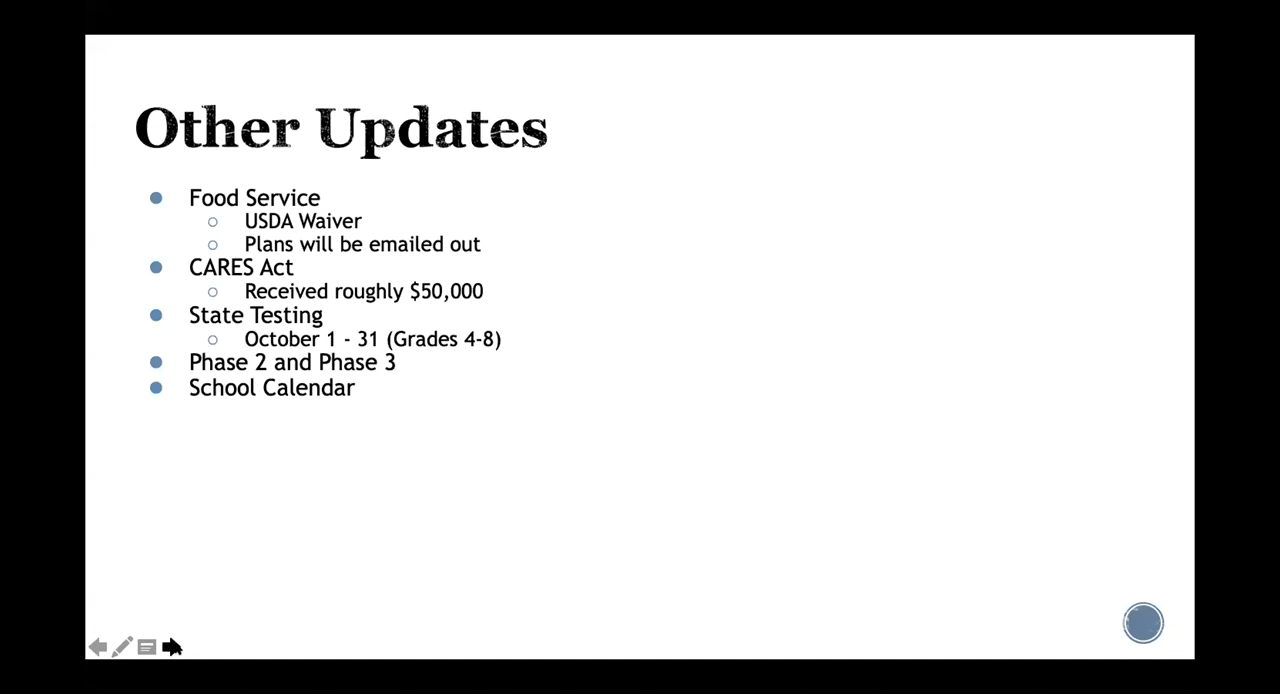 Other Updates
Food Service
USDA Waiver
Plans will be emailed out
CARES Act
Received roughly $50,000
State Testing
October 1 - 31 (Grades 4-8)
Phase 2 and Phase 3
School Calendar